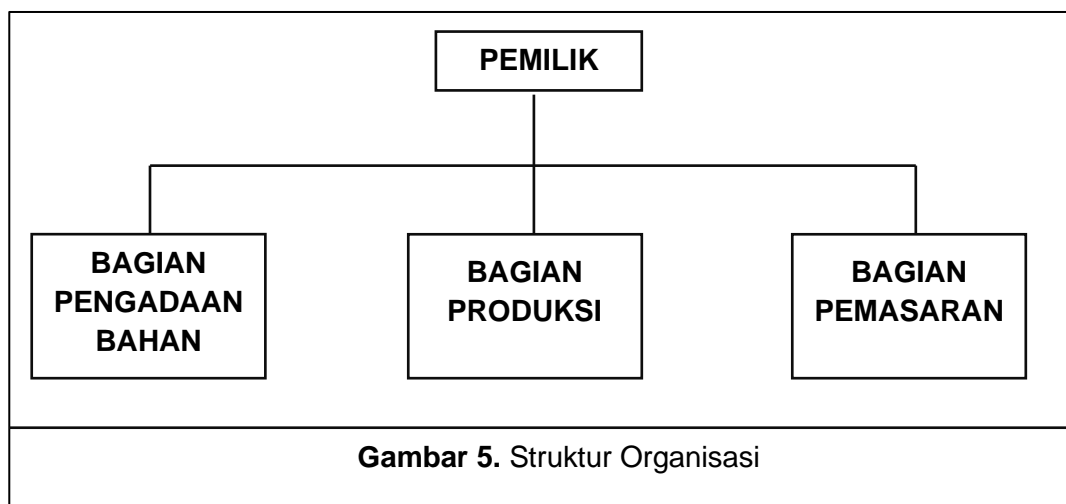 PEMILIK
BAGIAN
PENGADAAN
BAHAN
BAGIAN
PRODUKSI
BAGIAN
PEMASARAN
Gambar 5. Struktur Organisasi